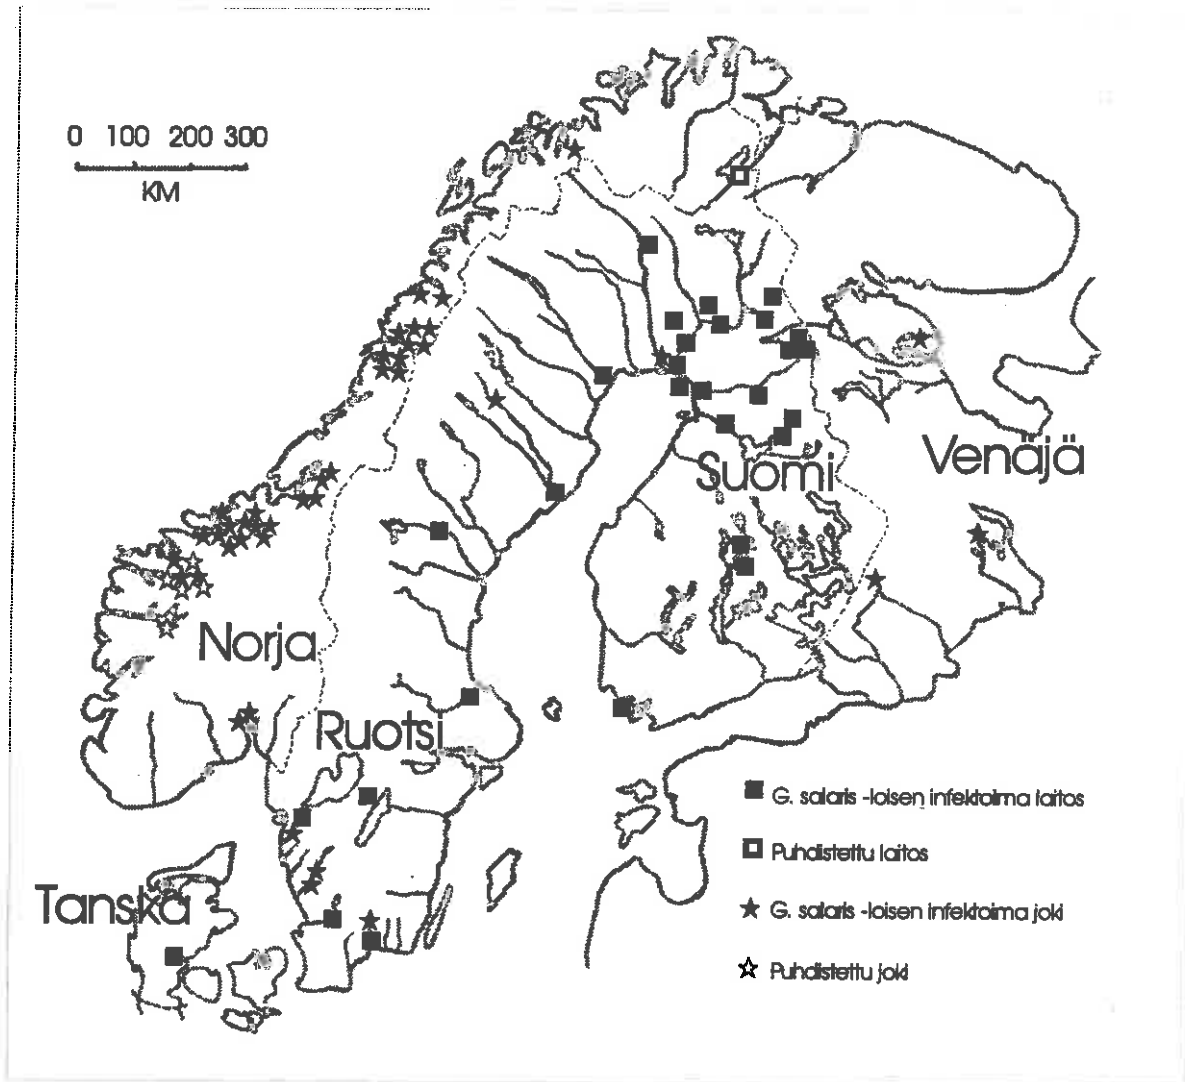 0 100 200 300
KM
Venäjä
Suomi
Norja
Ruotsi
Tanska
G. salaris -loisen infektoima laitos
Puhdistettu laitos
G. salaris -loisen infektoima joki
Puhdistettu joki